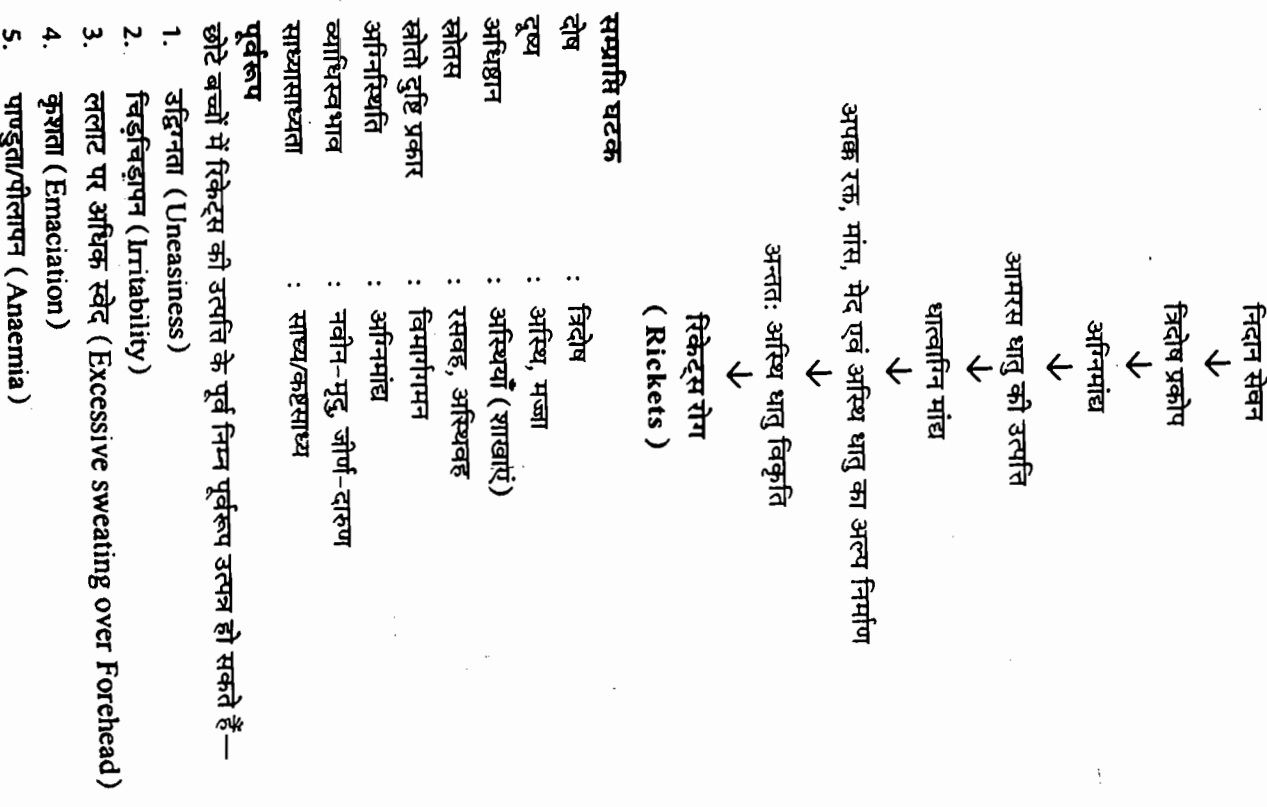 निदान सेवन
↓
त्रिदोष प्रकोप
↓
अग्निमांद्य
↓
आमरस धातु की उत्पत्ति
↓
धात्वाग्नि मांद्य
↓
अपक्व रक्त, मांस, मेद एवं अस्थि धातु का अल्प निर्माण
↓
अन्ततः अस्थि धातु विकृति
↓
रिकेट्स रोग
( Rickets )
सम्प्राप्ति घटक
दोष : त्रिदोष
दूष्य : अस्थि, मज्जा
अधिष्ठान : अस्थियाँ ( शाखाएं )
स्रोतस : रसवह, अस्थिवह
स्रोतो दुष्टि प्रकार : विमार्गगमन
अग्निस्थिति : अग्निमांद्य
व्याधिस्वभाव : नवीन-मृदु, जीर्ण-दारुण
साध्यासाध्यता : साध्य/कष्टसाध्य
पूर्वरूप
छोटे बच्चों में रिकेट्स की उत्पत्ति के पूर्व निम्न पूर्वरूप उत्पन्न हो सकते हैं—
1. उद्विग्नता ( Uneasiness )
2. चिड़चिड़ापन ( Irritability )
3. ललाट पर अधिक स्वेद ( Excessive sweating over Forehead )
4. कृशता ( Emaciation )
5. पाण्डुता/पीलापन ( Anaemia )